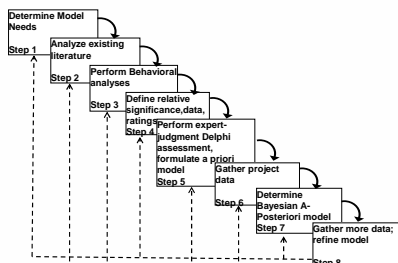 Determine Model
Needs
Step 1
Analyze existing
literature
Step 2
Perform Behavioral
analyses
Step 3
Define relative
significance,data,
ratings
Step 4
Perform expert-
judgment Delphi
assessment,
formulate a priori
model
Step 5
Gather project
data
Step 6
Determine
Bayesian A-
Posteriori model
Step 7
Gather more data;
refine model
Step 8